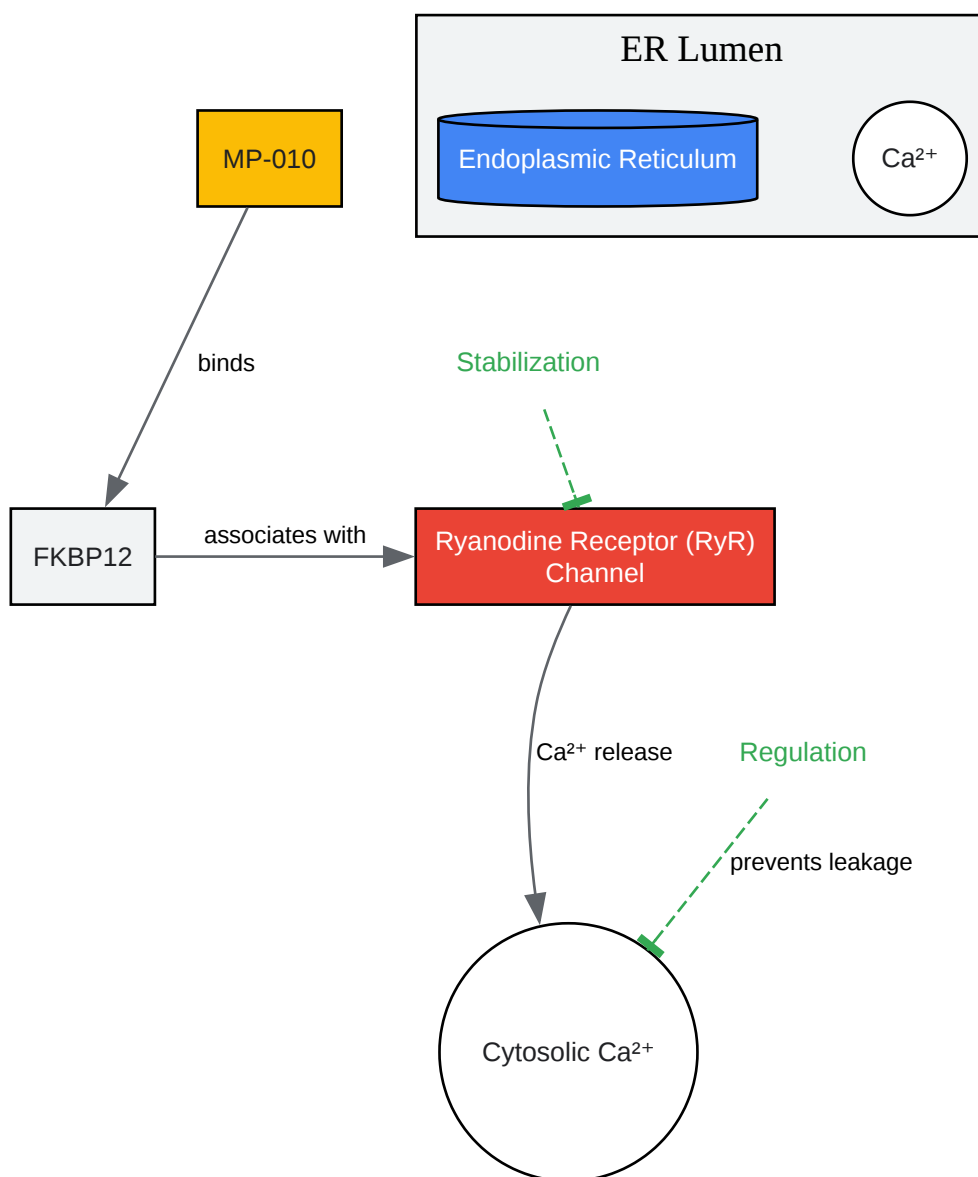 ER Lumen
MP-010
Endoplasmic Reticulum
Ca²⁺
binds
Stabilization
FKBP12
associates with
Ryanodine Receptor (RyR)
Channel
Ca²⁺ release
Regulation
prevents leakage
Cytosolic Ca²⁺